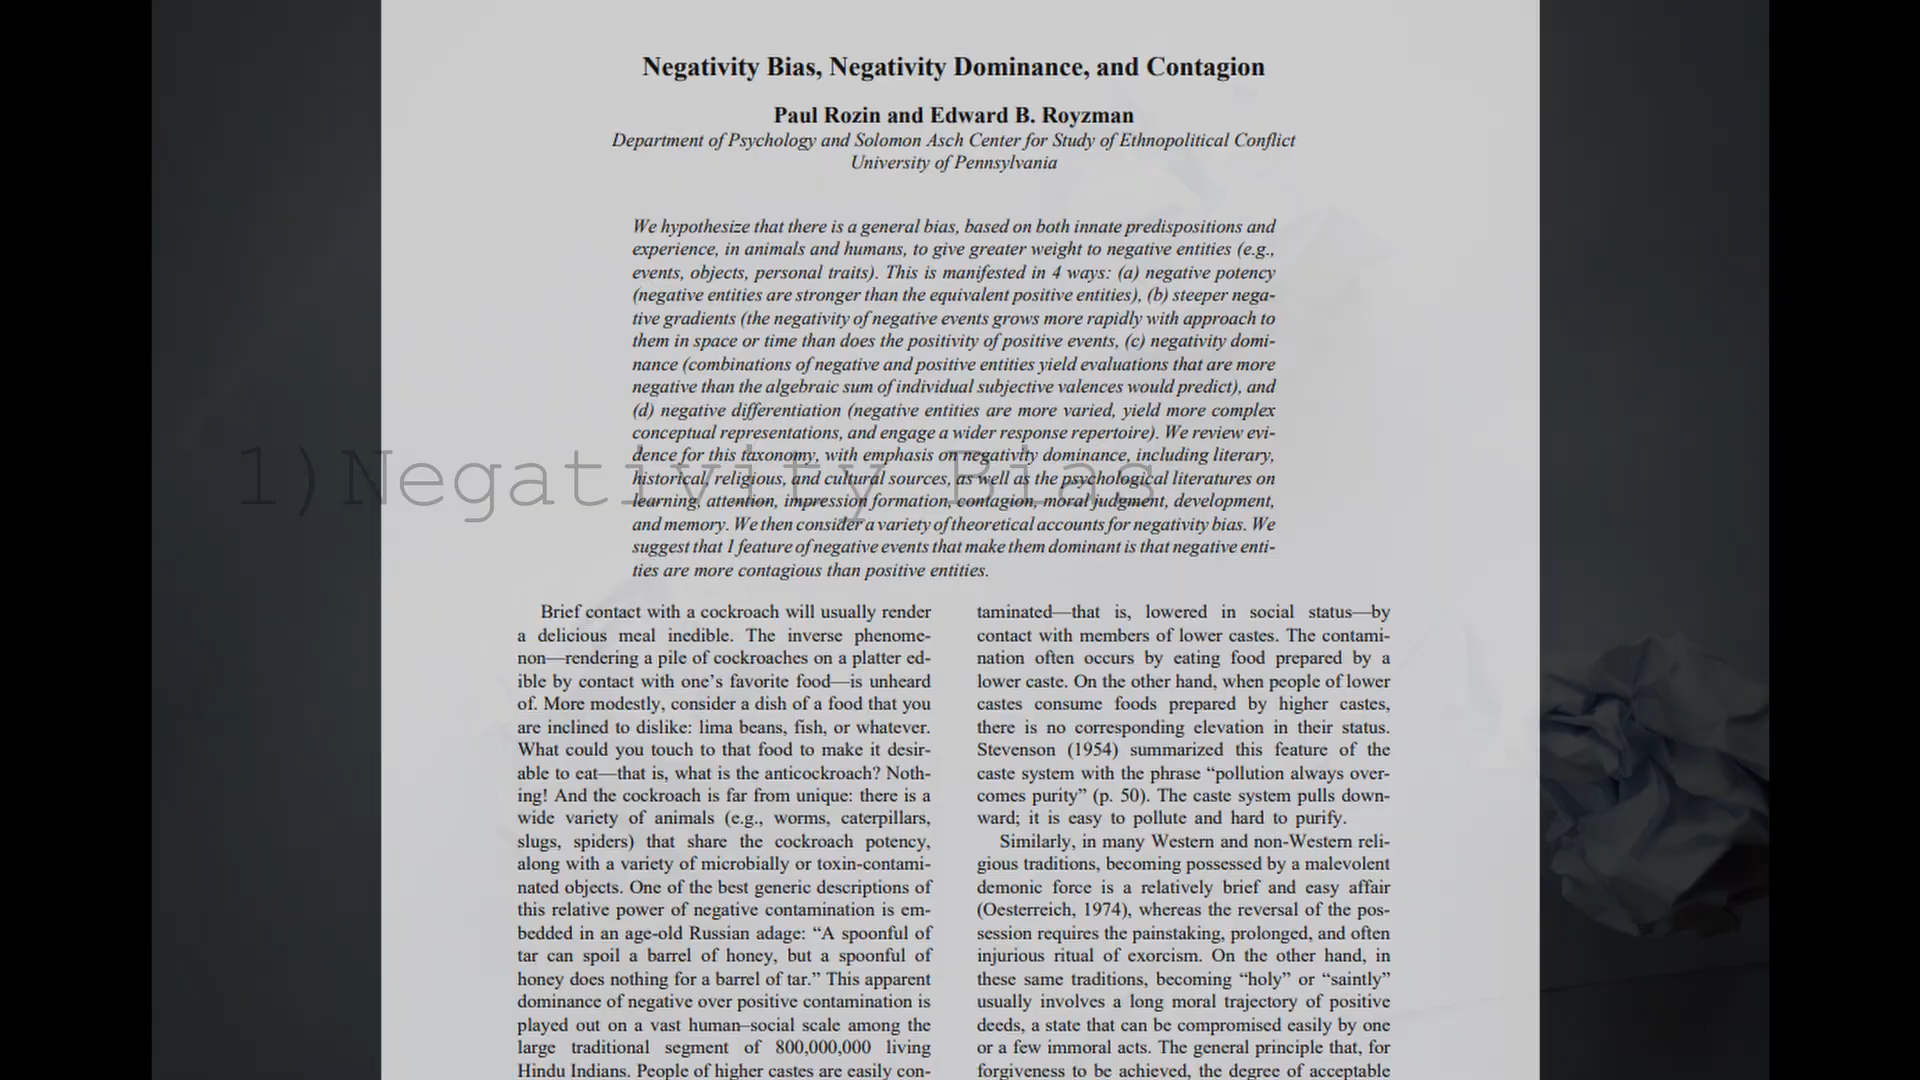 Negativity Bias, Negativity Dominance, and Contagion
Paul Rozin and Edward B. Royzman
Department of Psychology and Solomon Asch Center for Study of Ethnopolitical Conflict
University of Pennsylvania
We hypothesize that there is a general bias, based on both innate predispositions and
experience, in animals and humans, to give greater weight to negative entities (e.g.,
events, objects, personal traits). This is manifested in 4 ways: (a) negative potency
(negative entities are stronger than the equivalent positive entities), (b) steeper nega-
tive gradients (the negativity of negative events grows more rapidly with approach to
them in space or time than does the positivity of positive events, (c) negativity domi-
nance (combinations of negative and positive entities yield evaluations that are more
negative than the algebraic sum of individual subjective valences would predict), and
(d) negative differentiation (negative entities are more varied, yield more complex
conceptual representations, and engage a wider response repertoire). We review evi-
dence for this taxonomy, with emphasis on negativity dominance, including literary,
historical, religious, and cultural sources, as well as the psychological literatures on
learning, attention, impression formation, contagion, moral judgment, development,
and memory. We then consider a variety of theoretical accounts for negativity bias. We
suggest that 1 feature of negative events that make them dominant is that negative enti-
ties are more contagious than positive entities.
1)Negativity Bias
Brief contact with a cockroach will usually render
a delicious meal inedible. The inverse phenome-
non—rendering a pile of cockroaches on a platter ed-
ible by contact with one’s favorite food—is unheard
of. More modestly, consider a dish of a food that you
are inclined to dislike: lima beans, fish, or whatever.
What could you touch to that food to make it desir-
able to eat—that is, what is the anticockroach? Noth-
ing! And the cockroach is far from unique: there is a
wide variety of animals (e.g., worms, caterpillars,
slugs, spiders) that share the cockroach potency,
along with a variety of microbially or toxin-contami-
nated objects. One of the best generic descriptions of
this relative power of negative contamination is em-
bedded in an age-old Russian adage: “A spoonful of
tar can spoil a barrel of honey, but a spoonful of
honey does nothing for a barrel of tar.” This apparent
dominance of negative over positive contamination is
played out on a vast human–social scale among the
large traditional segment of 800,000,000 living
Hindu Indians. People of higher castes are easily con-
taminated—that is, lowered in social status—by
contact with members of lower castes. The contami-
nation often occurs by eating food prepared by a
lower caste. On the other hand, when people of lower
castes consume foods prepared by higher castes,
there is no corresponding elevation in their status.
Stevenson (1954) summarized this feature of the
caste system with the phrase “pollution always over-
comes purity” (p. 50). The caste system pulls down-
ward; it is easy to pollute and hard to purify.
Similarly, in many Western and non-Western reli-
gious traditions, becoming possessed by a malevolent
demonic force is a relatively brief and easy affair
(Oesterreich, 1974), whereas the reversal of the pos-
session requires the painstaking, prolonged, and often
injurious ritual of exorcism. On the other hand, in
these same traditions, becoming “holy” or “saintly”
usually involves a long moral trajectory of positive
deeds, a state that can be compromised easily by one
or a few immoral acts. The general principle that, for
forgiveness to be achieved, the degree of acceptable